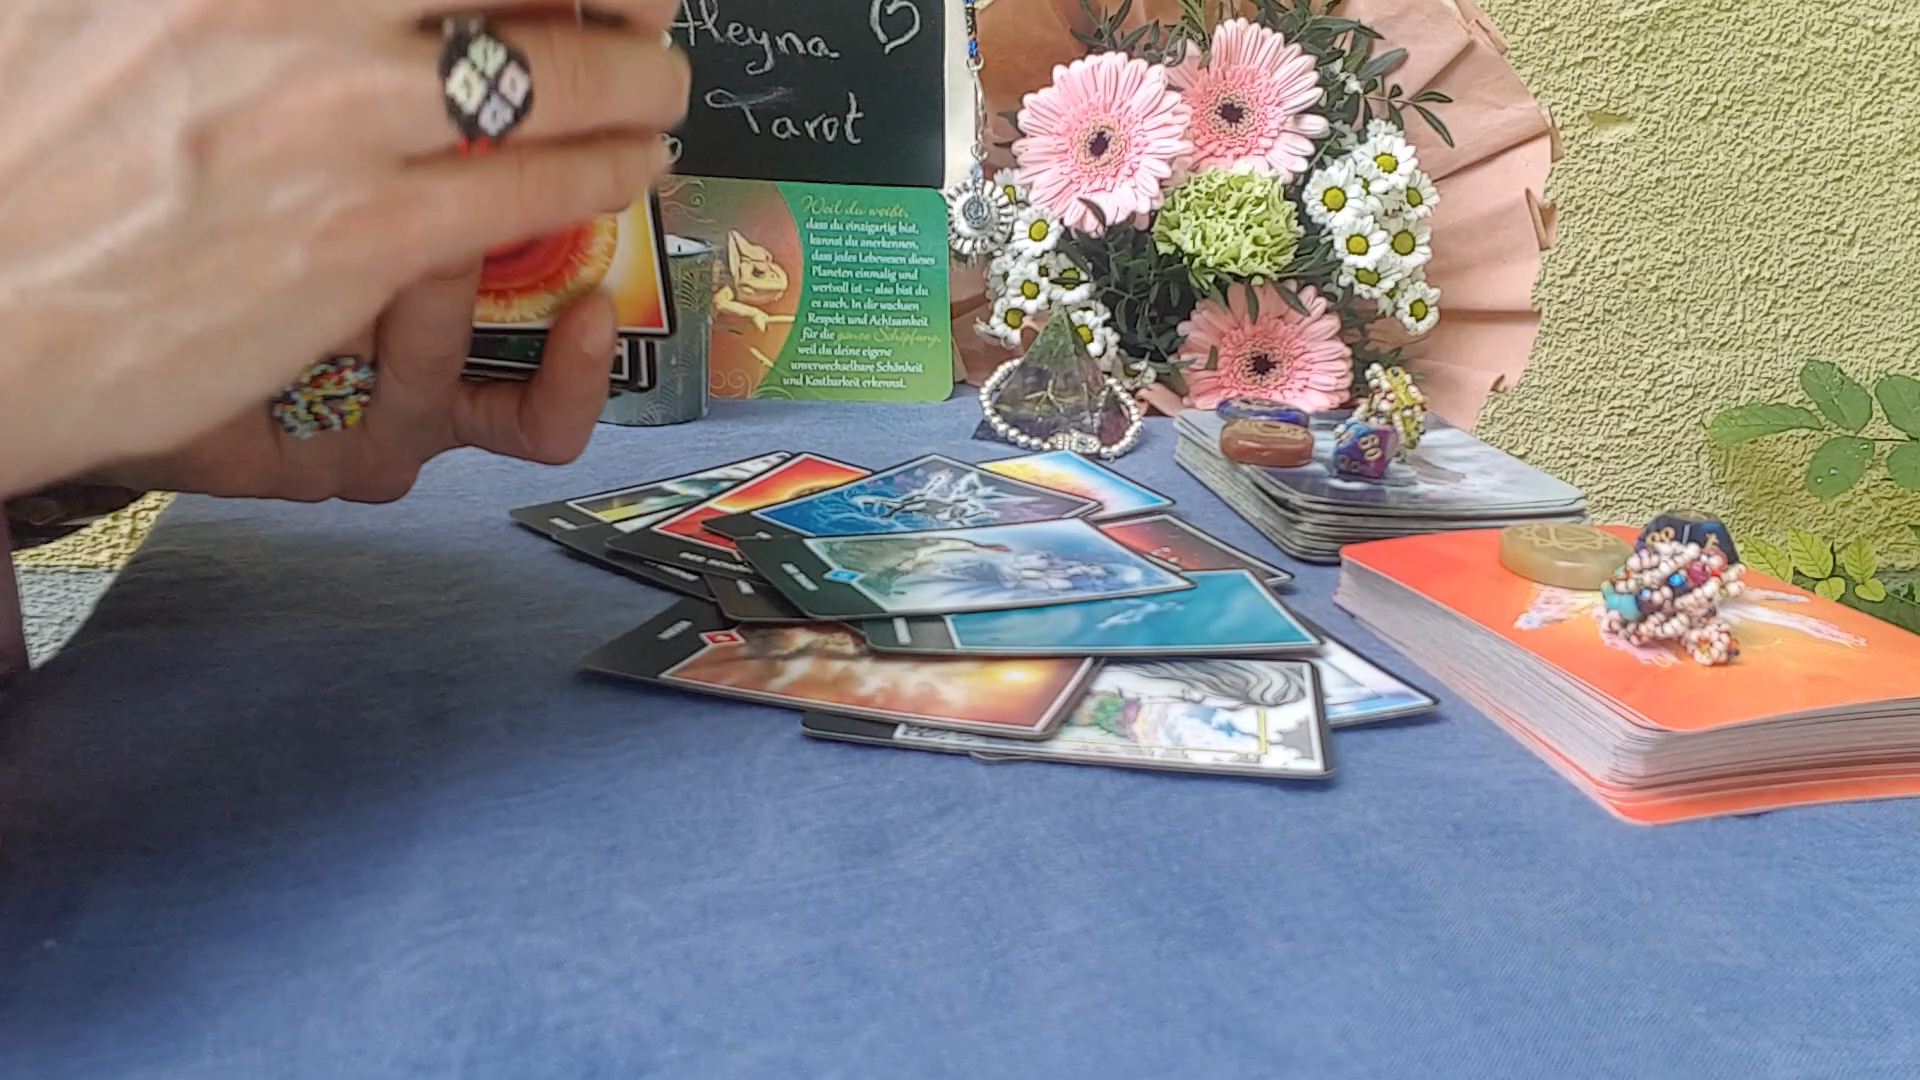 Aleyna
Tarot
Weil du weißt,
dass du einzigartig bist,
kannst du anerkennen,
dass jedes Lebewesen dieses
Planeten einmalig und
wertvoll ist – also bist du
es auch. In dir wachsen
Respekt und Achtsamkeit
für die ganze Schöpfung,
weil du deine eigene
unverwechselbare Schönheit
und Kostbarkeit erkennst.